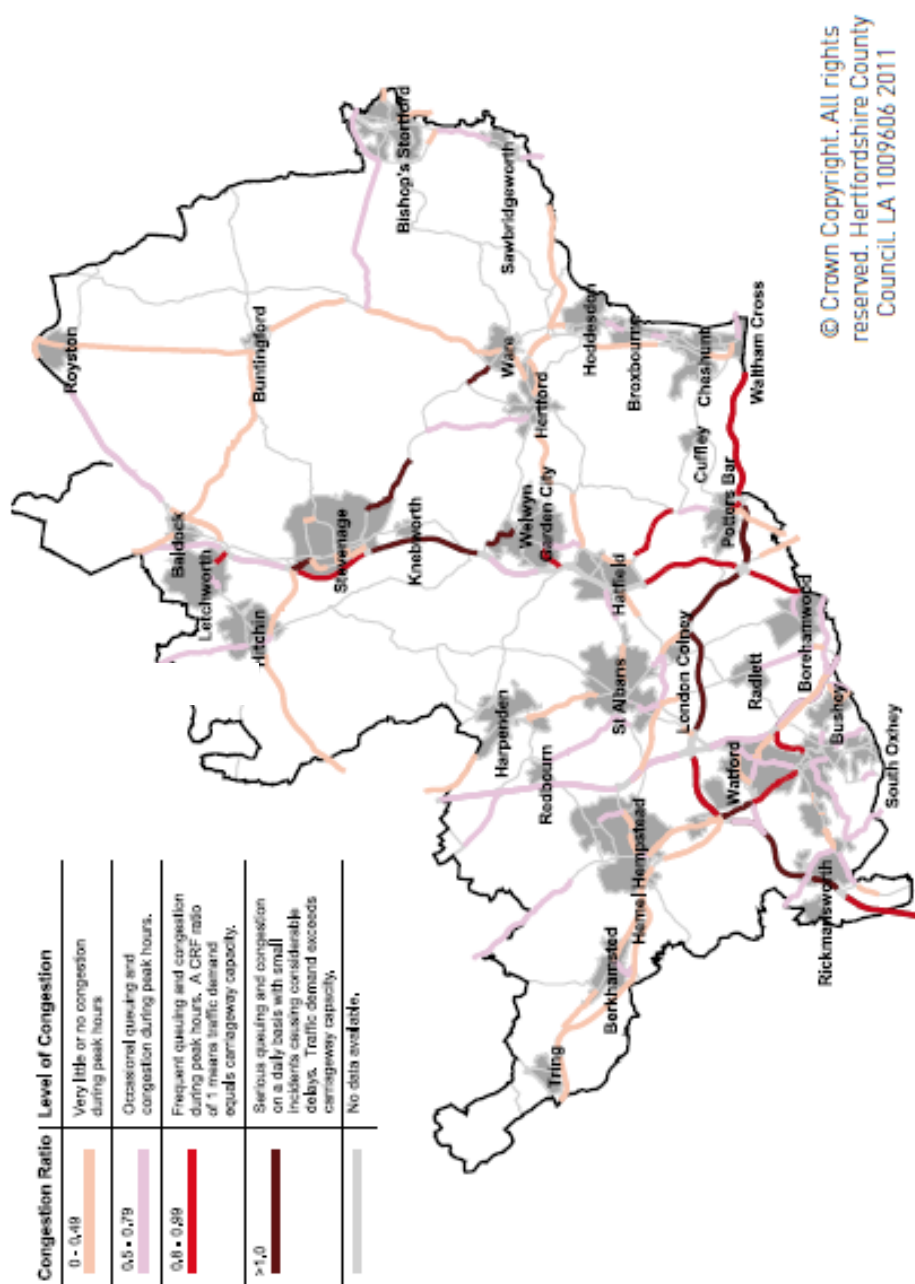 Congestion Ratio
Level of Congestion
0 - 0.49
Very little or no congestion
during peak hours
0.5 - 0.79
Occasional queuing and
congestion during peak hours.
0.8 - 0.99
Frequent queuing and congestion
during peak hours. A CRF ratio
of 1 means traffic demand
equals carriageway capacity.
>1.0
Serious queuing and congestion
on a daily basis with small
incidents causing considerable
delays. Traffic demand exceeds
carriageway capacity.
No data available.
Royston
Baldock
Letchworth
Hitchin
Buntingford
Stevenage
Knebworth
Bishop's Stortford
Sawbridgeworth
Ware
Hertford
Welwyn
Garden City
Hoddesdon
Broxbourne
Cheshunt
Waltham Cross
Cuffley
Potters Bar
Hatfield
Harpenden
Redbourn
St Albans
London Colney
Radlett
Borehamwood
Bushey
South Oxhey
Watford
Hemel Hempstead
Berkhamsted
Tring
Rickmansworth
© Crown Copyright. All rights
reserved. Hertfordshire County
Council. LA 1009606 2011